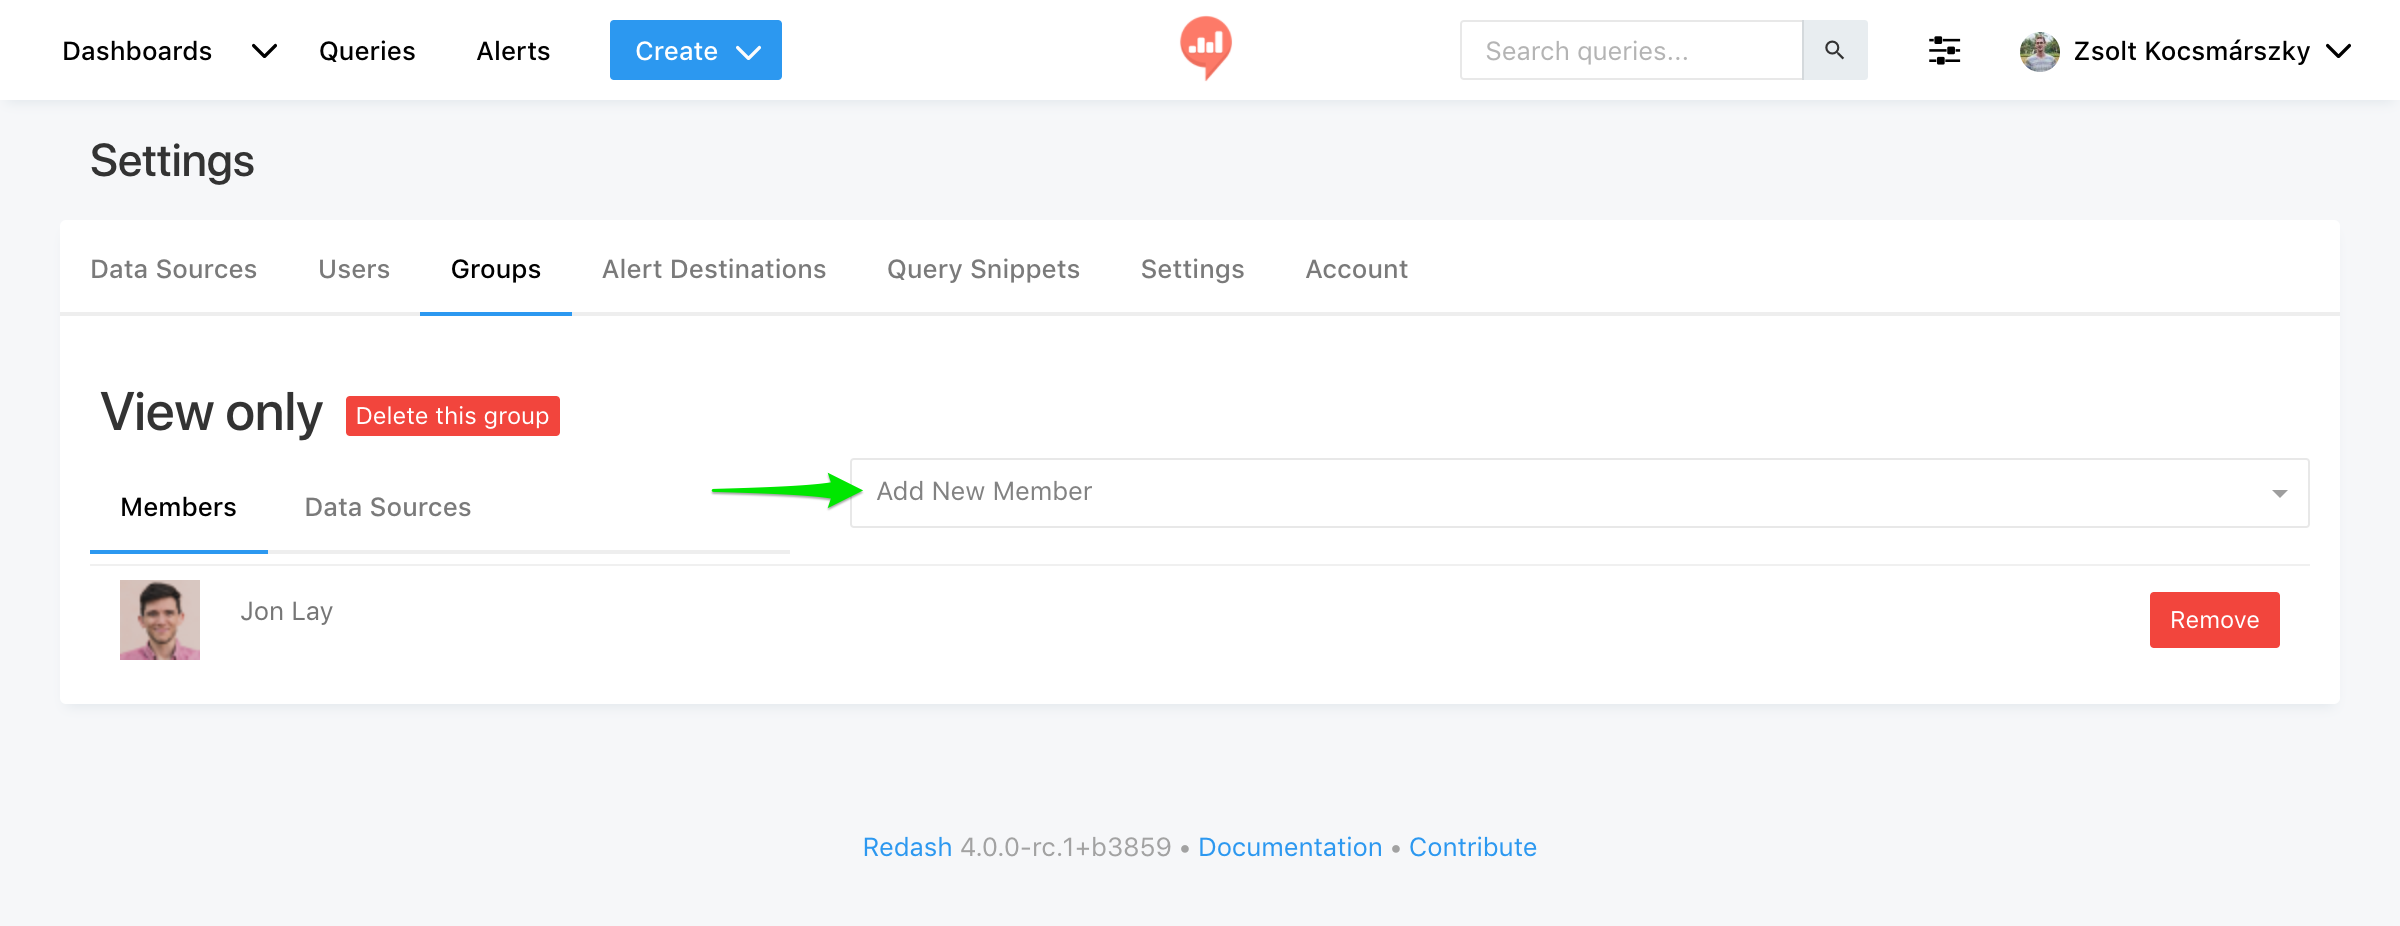 Dashboards Queries Alerts Create Search queries... Zsolt Kocsmárszky
Settings
Data Sources Users Groups Alert Destinations Query Snippets Settings Account
View only Delete this group
Add New Member
Members Data Sources
Jon Lay
Remove
Redash 4.0.0-rc.1+b3859 • Documentation • Contribute